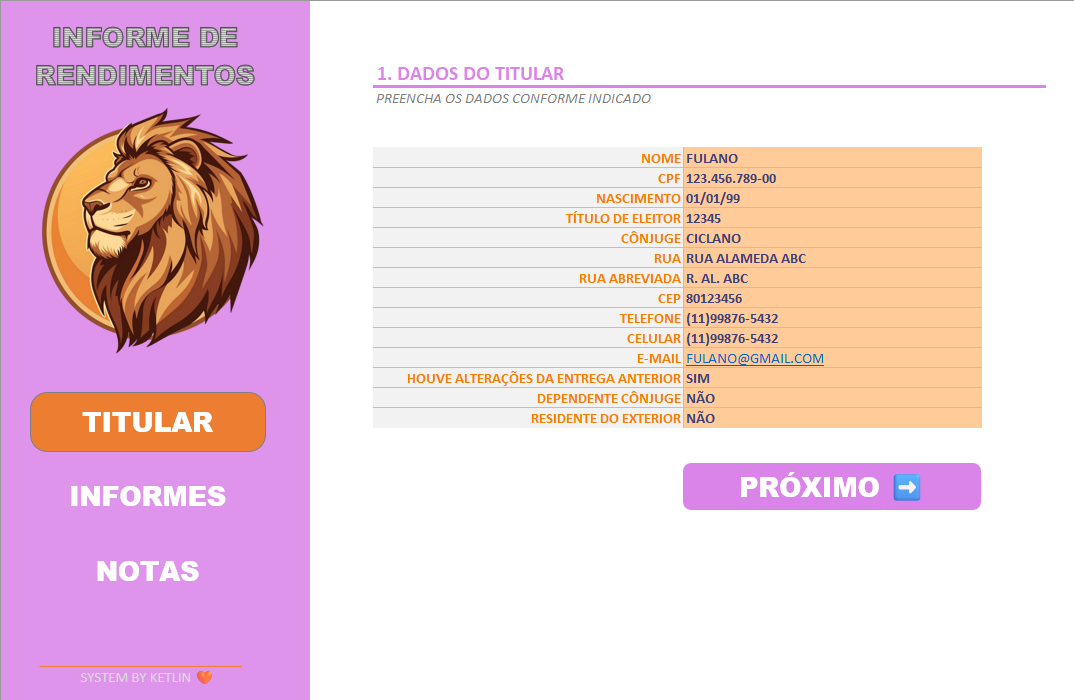 INFORME DE
RENDIMENTOS
TITULAR
INFORMES
NOTAS
SYSTEM BY KETLIN 🧡
1. DADOS DO TITULAR
PREENCHA OS DADOS CONFORME INDICADO
NOME FULANO
CPF 123.456.789-00
NASCIMENTO 01/01/99
TÍTULO DE ELEITOR 12345
CÔNJUGE CICLANO
RUA RUA ALAMEDA ABC
RUA ABREVIADA R. AL. ABC
CEP 80123456
TELEFONE (11)99876-5432
CELULAR (11)99876-5432
E-MAIL FULANO@GMAIL.COM
HOUVE ALTERAÇÕES DA ENTREGA ANTERIOR SIM
DEPENDENTE CÔNJUGE NÃO
RESIDENTE DO EXTERIOR NÃO
PRÓXIMO ➡️